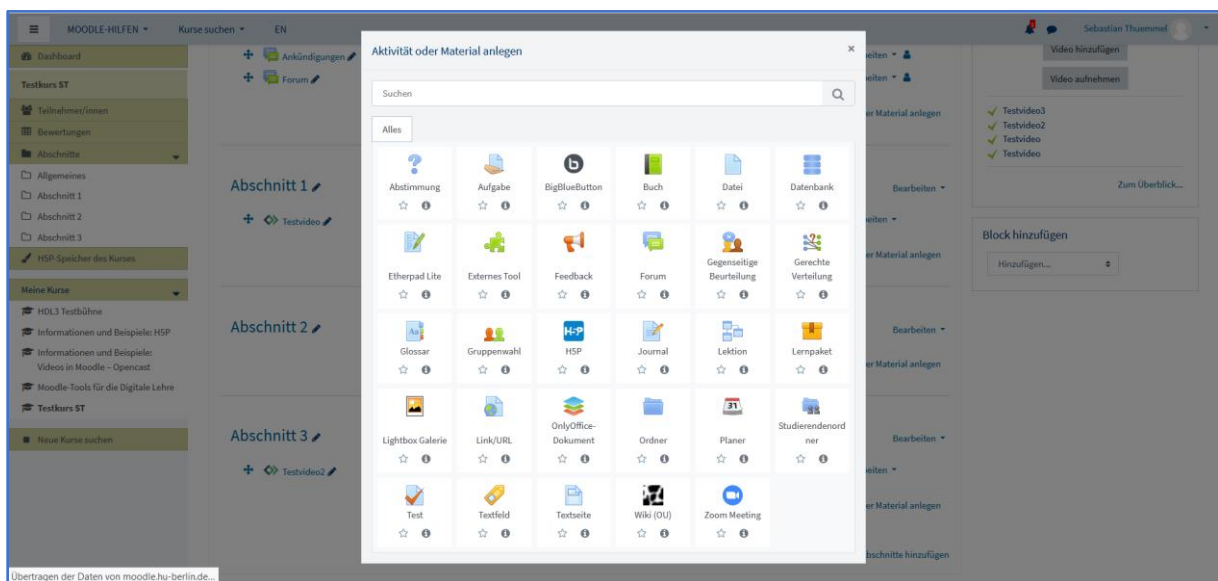 MOODLE-HILFEN
Kurse suchen
EN
Sebastian Thuemmel
Dashboard
Testkurs ST
Teilnehmer/innen
Bewertungen
Abschnitte
Allgemeines
Abschnitt 1
Abschnitt 2
Abschnitt 3
H5P-Speicher des Kurses
Meine Kurse
HDL3 Testbühne
Informationen und Beispiele: H5P
Informationen und Beispiele:
Videos in Moodle – Opencast
Moodle-Tools für die Digitale Lehre
Testkurs ST
Neue Kurse suchen
Übertragen der Daten von moodle.hu-berlin.de...
Ankündigungen
Forum
Abschnitt 1
Testvideo
Abschnitt 2
Abschnitt 3
Testvideo2
Aktivität oder Material anlegen
×
Suchen
Alles
Abstimmung
Aufgabe
BigBlueButton
Buch
Datei
Datenbank
Etherpad Lite
Externes Tool
Feedback
Forum
Gegenseitige
Beurteilung
Gerechte
Verteilung
Glossar
Gruppenwahl
H5P
H5P
Journal
Lektion
Lernpaket
Lightbox Galerie
Link/URL
OnlyOffice-
Dokument
Ordner
31
Planer
Studierendenord
ner
Test
Textfeld
Textseite
Wiki (OU)
Zoom Meeting
eiten
eiten
er Material anlegen
Bearbeiten
eiten
er Material anlegen
Bearbeiten
er Material anlegen
Bearbeiten
eiten
er Material anlegen
bschnitte hinzufügen
Video hinzufügen
Video aufnehmen
Testvideo3
Testvideo2
Testvideo
Testvideo
Zum Überblick...
Block hinzufügen
Hinzufügen...